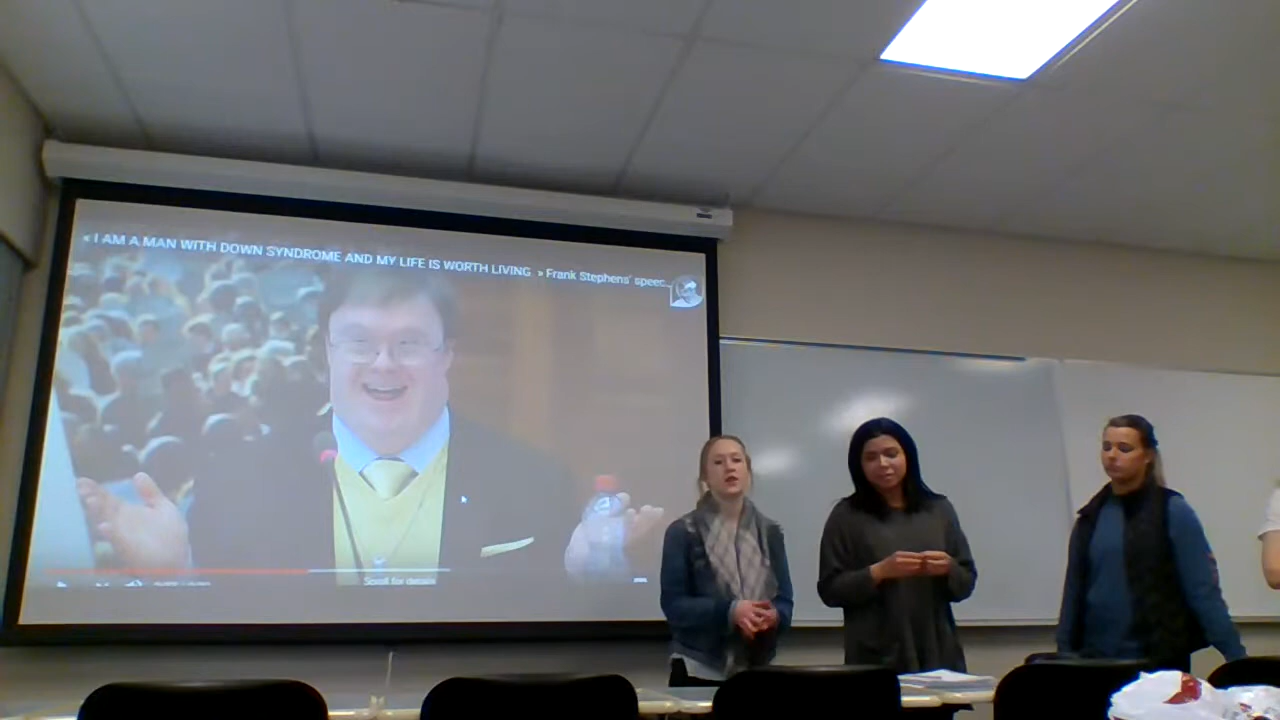 « I AM A MAN WITH DOWN SYNDROME AND MY LIFE IS WORTH LIVING » Frank Stephens' speec...
Scroll for details